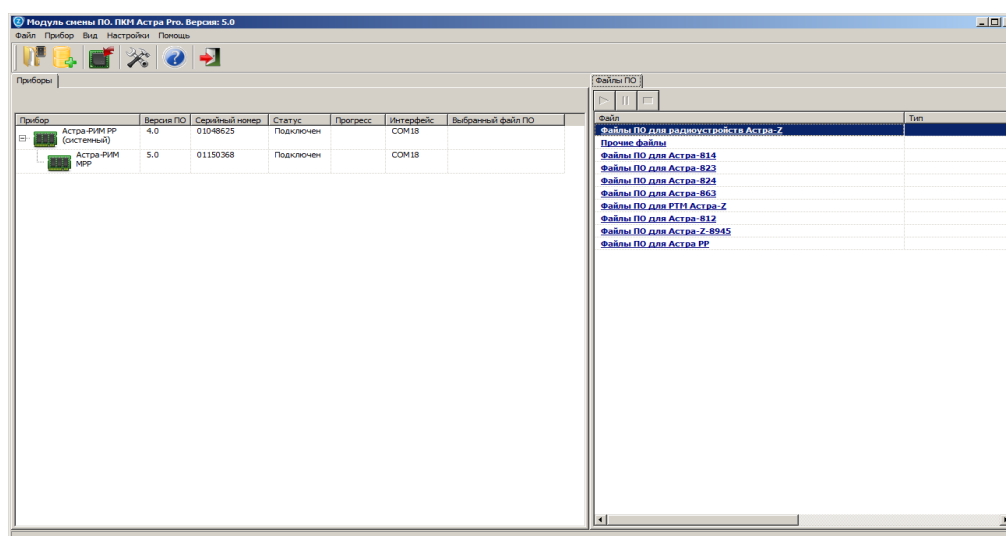 Модуль смены ПО. ПКМ Астра Pro. Версия: 5.0
Файл Прибор Вид Настройки Помощь
Приборы
Прибор Версия ПО Серийный номер Статус Прогресс Интерфейс Выбранный файл ПО
Астра-РИМ РР (системный) 4.0 01048625 Подключен COM18
Астра-РИМ МРР 5.0 01150368 Подключен COM18
Файлы ПО
Файл Тип
Файлы ПО для радиоустройств Астра-Z
Прочие файлы
Файлы ПО для Астра-814
Файлы ПО для Астра-823
Файлы ПО для Астра-824
Файлы ПО для Астра-863
Файлы ПО для РТМ Астра-Z
Файлы ПО для Астра-812
Файлы ПО для Астра-Z-8945
Файлы ПО для Астра РР